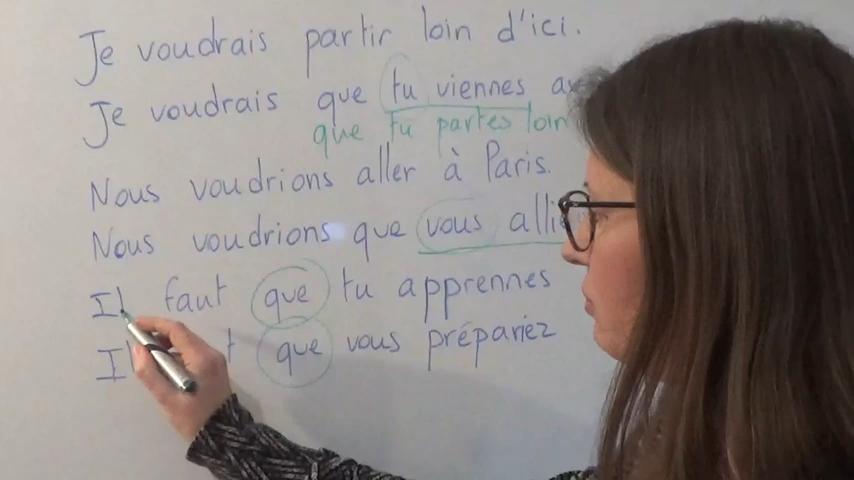 Je voudrais partir loin d'ici.
Je voudrais que tu viennes
que tu partes loin
Nous voudrions aller à Paris.
Nous voudrions que vous
Il faut que tu apprennes
que vous prépariez